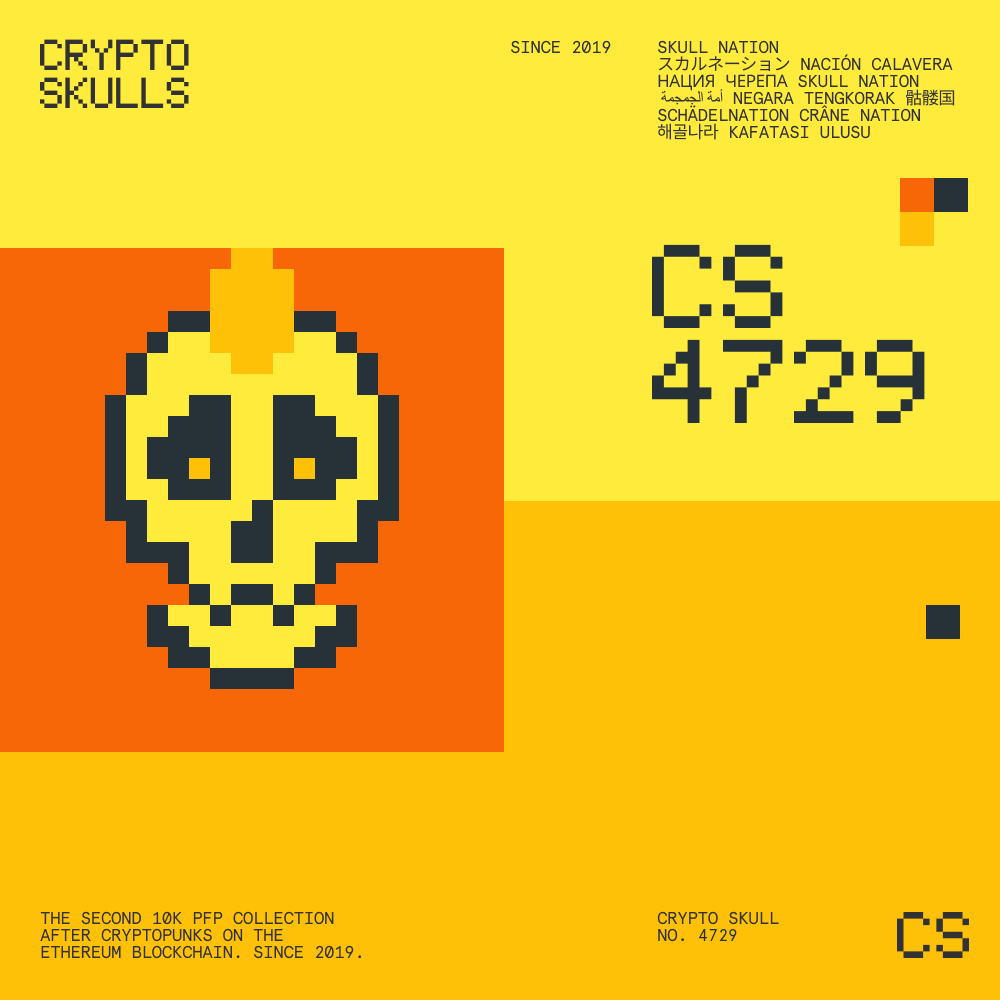 CRYPTO
SKULLS
SINCE 2019
SKULL NATION
スカルネーション NACIÓN CALAVERA
НАЦИЯ ЧЕРЕПА SKULL NATION
أمة الجمجمة NEGARA TENGKORAK 骷髅国
SCHÄDELNATION CRÂNE NATION
해골나라 KAFATASI ULUSU
CS
4729
THE SECOND 10K PFP COLLECTION
AFTER CRYPTOPUNKS ON THE
ETHEREUM BLOCKCHAIN. SINCE 2019.
CRYPTO SKULL
NO. 4729
CS